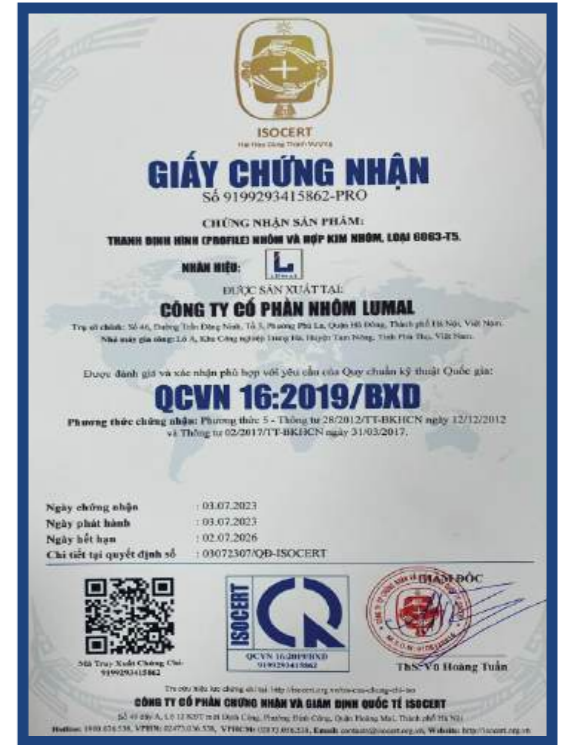 ISOCERT
GIẤY CHỨNG NHẬN
Số 9199293415862-PRO
CHỨNG NHẬN SẢN PHẨM:
THANH ĐỊNH HÌNH (PROFILE) NHÔM VÀ HỢP KIM NHÔM, LOẠI 6063-T5.
NHÃN HIỆU:
L
LUMAL
ĐƯỢC SẢN XUẤT TẠI:
CÔNG TY CỔ PHẦN NHÔM LUMAL
Trụ sở chính: Số 46, Đường Trần Đăng Ninh, Tổ 3, Phường Phú La, Quận Hà Đông, Thành phố Hà Nội, Việt Nam.
Nhà máy gia công: Lô A, Khu Công nghiệp Trung Hà, Huyện Tam Nông, Tỉnh Phú Thọ, Việt Nam.
Được đánh giá và xác nhận phù hợp với yêu cầu của Quy chuẩn kỹ thuật Quốc gia:
QCVN 16:2019/BXD
Phương thức chứng nhận: Phương thức 5 - Thông tư 28/2012/TT-BKHCN ngày 12/12/2012
và Thông tư 02/2017/TT-BKHCN ngày 31/03/2017.
Ngày chứng nhận : 03.07.2023
Ngày phát hành : 03.07.2023
Ngày hết hạn : 02.07.2026
Chi tiết tại quyết định số : 03072307/QĐ-ISOCERT
GIÁM ĐỐC
ISOCERT
QCVN 16:2019/BXD
9199293415862
Mã Truy Xuất Chứng Chỉ
9199293415862
ThS. Vũ Hoàng Tuấn
CÔNG TY CỔ PHẦN CHỨNG NHẬN VÀ GIÁM ĐỊNH QUỐC TẾ ISOCERT